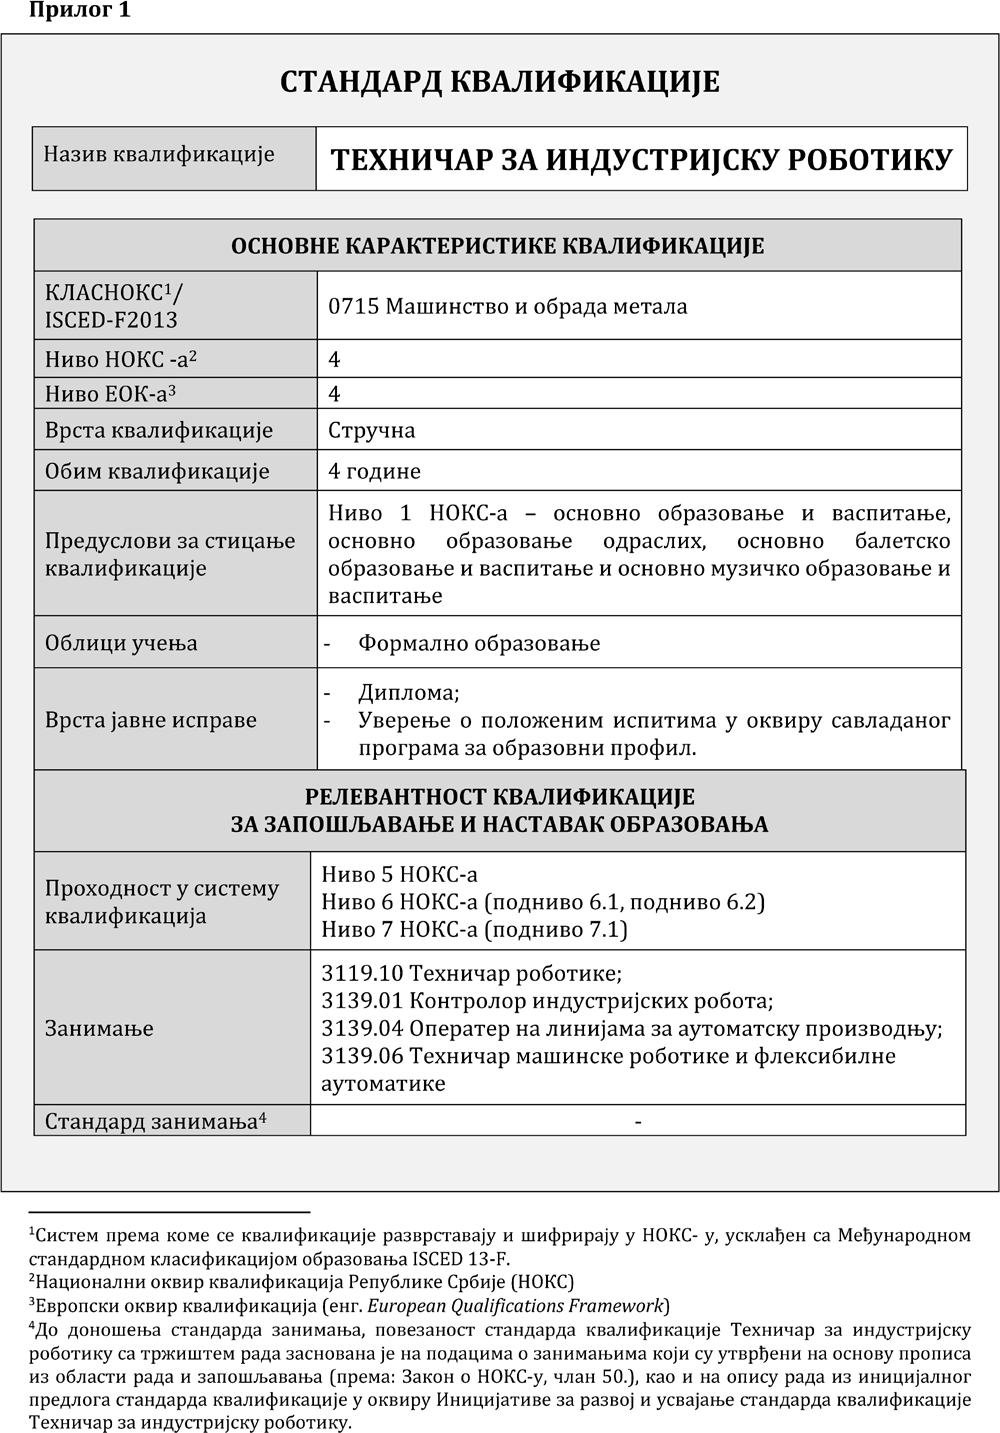 Прилог 1
СТАНДАРД КВАЛИФИКАЦИЈЕ
Назив квалификације
ТЕХНИЧАР ЗА ИНДУСТРИЈСКУ РОБОТИКУ
ОСНОВНЕ КАРАКТЕРИСТИКЕ КВАЛИФИКАЦИЈЕ
КЛАСНОКС¹/
ISCED-F2013
0715 Машинство и обрада метала
Ниво НОКС -а²
4
Ниво ЕОК-а³
4
Врста квалификације
Стручна
Обим квалификације
4 године
Предуслови за стицање
квалификације
Ниво 1 НОКС-а – основно образовање и васпитање,
основно образовање одраслих, основно балетско
образовање и васпитање и основно музичко образовање и
васпитање
Облици учења
- Формално образовање
Врста јавне исправе
- Диплома;
- Уверење о положеним испитима у оквиру савладаног
програма за образовни профил.
РЕЛЕВАНТНОСТ КВАЛИФИКАЦИЈЕ
ЗА ЗАПОШЉАВАЊЕ И НАСТАВАК ОБРАЗОВАЊА
Проходност у систему
квалификација
Ниво 5 НОКС-а
Ниво 6 НОКС-а (подниво 6.1, подниво 6.2)
Ниво 7 НОКС-а (подниво 7.1)
Занимање
3119.10 Техничар роботике;
3139.01 Контролор индустријских робота;
3139.04 Оператер на линијама за аутоматску производњу;
3139.06 Техничар машинске роботике и флексибилне
аутоматике
Стандард занимања⁴
-
¹Систем према коме се квалификације разврставају и шифрирају у НОКС- у, усклађен са Међународном
стандардном класификацијом образовања ISCED 13-F.
²Национални оквир квалификација Републике Србије (НОКС)
³Европски оквир квалификација (енг. European Qualifications Framework)
⁴До доношења стандарда занимања, повезаност стандарда квалификације Техничар за индустријску
роботику са тржиштем рада заснована је на подацима о занимањима који су утврђени на основу прописа
из области рада и запошљавања (према: Закон о НОКС-у, члан 50.), као и на опису рада из иницијалног
предлога стандарда квалификације у оквиру Иницијативе за развој и усвајање стандарда квалификације
Техничар за индустријску роботику.